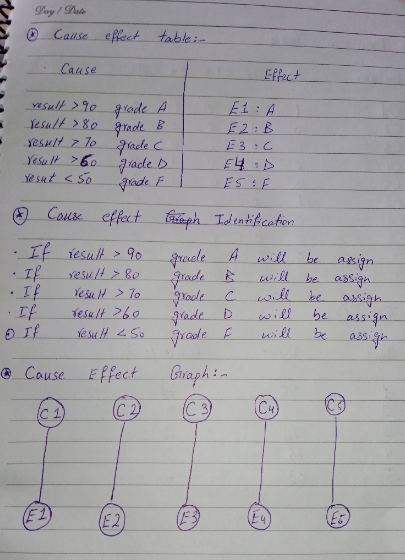 Day / Date
Cause effect table:-
Cause Effect
result >90 grade A E1 : A
result >80 grade B E2 : B
result > 70 grade C E3 : C
result >60 grade D E4 : D
resut < 50 grade F E5 : F
Cause effect Graph Identification
· If result > 90 grade A will be assign
· If result > 80 grade B will be assign
· If result > 70 grade C will be assign
· If result >60 grade D will be assign
If result <50 grade F will be assign
Cause Effect Graph:-
C1 C2 C3 C4 C5
E1 E2 E3 E4 E5